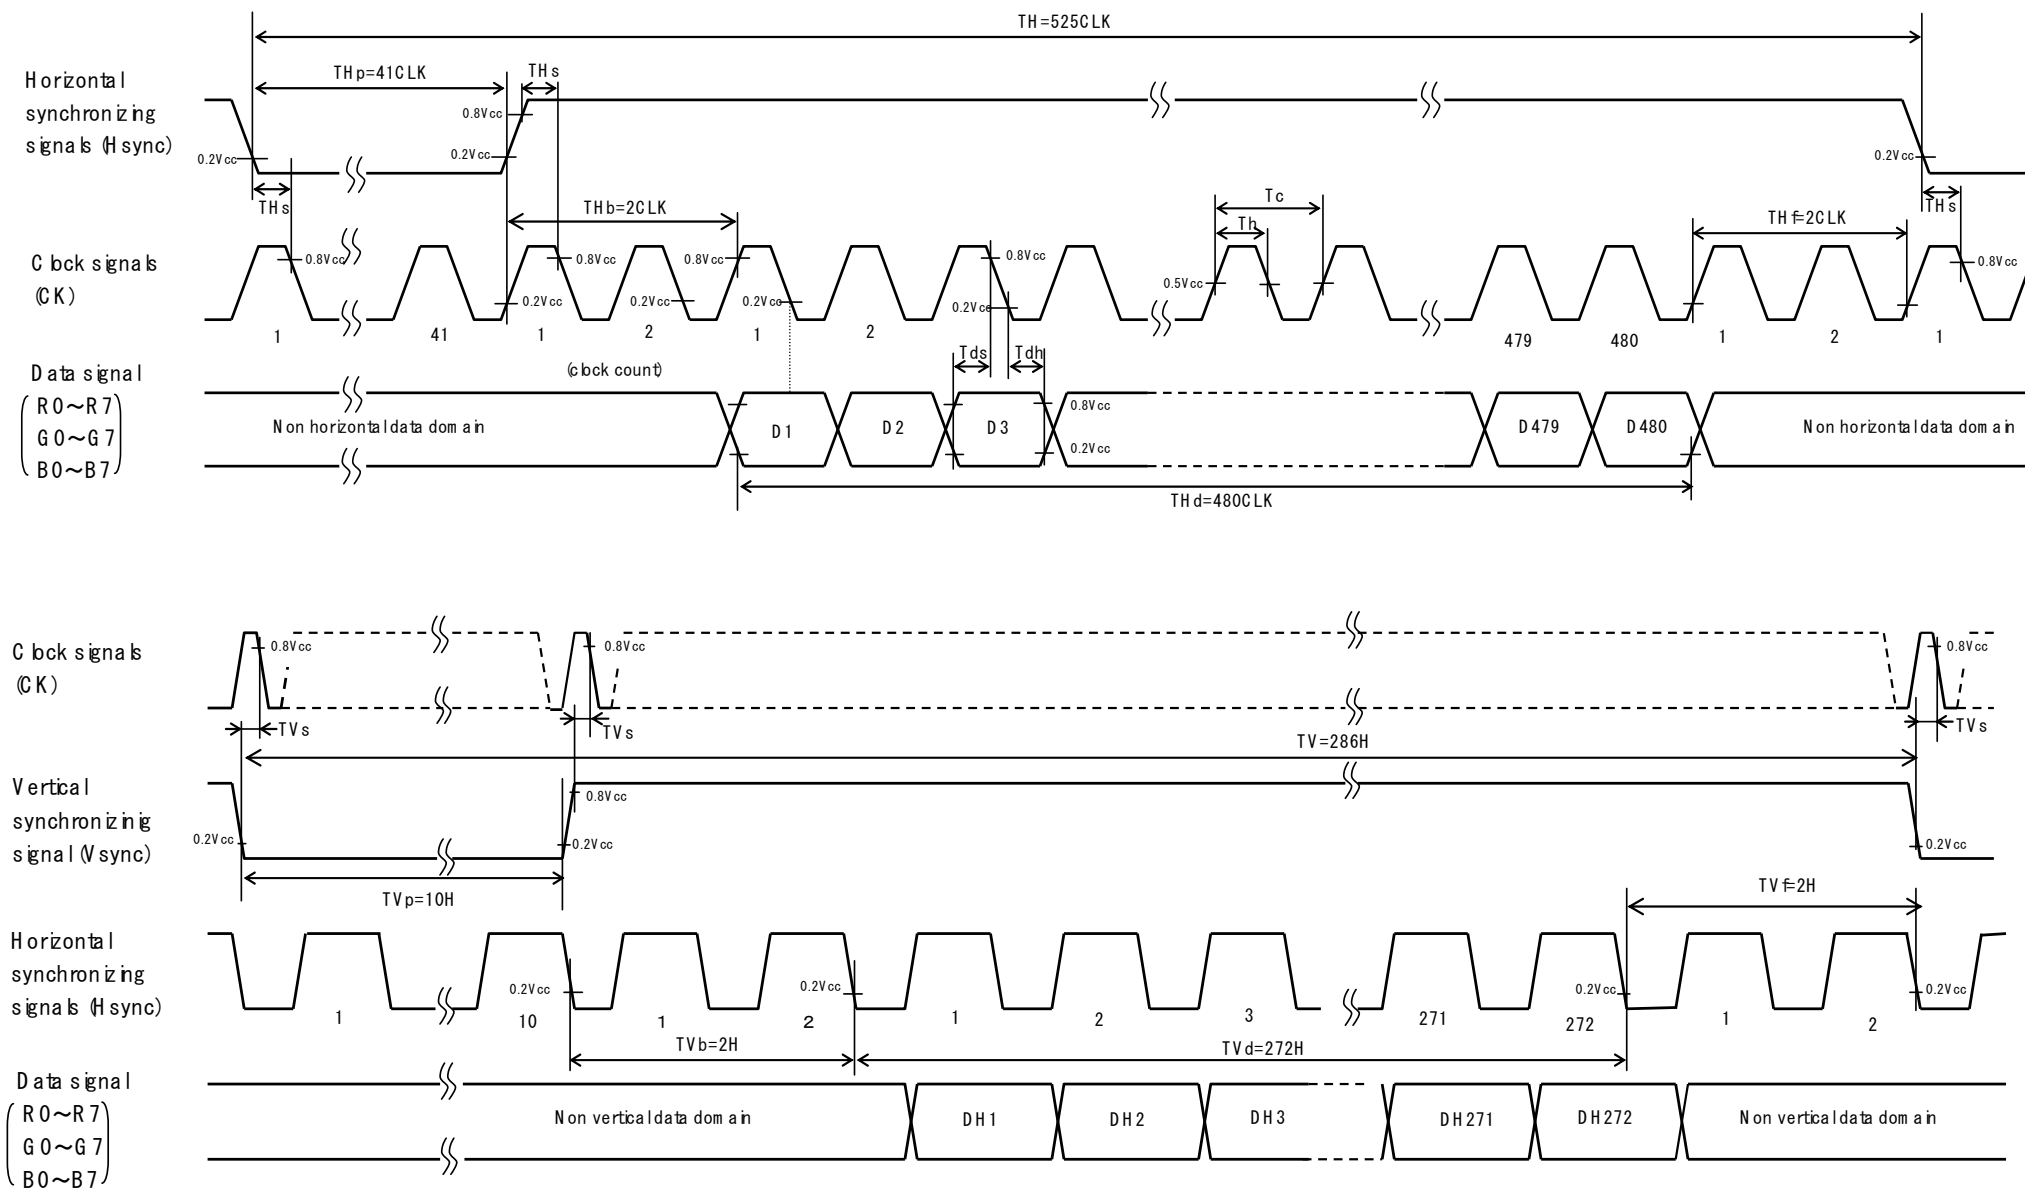 TH=525CLK
Horizontal
synchronizing
signals (Hsync)
THp=41CLK
THs
0.8Vcc
0.2Vcc
0.2Vcc
0.2Vcc
THs
THb=2CLK
Tc
Th
THf=2CLK
THs
Clock signals
(CK)
0.8Vcc
0.2Vcc
0.8Vcc
0.2Vcc
0.8Vcc
0.2Vcc
0.8Vcc
0.2Vcc
0.5Vcc
0.8Vcc
1
41
1
2
1
2
479
480
1
2
1
(clock count)
Tds
Tdh
Data signal
R0~R7
G0~G7
B0~B7
Non horizontal data domain
D1
D2
D3
0.8Vcc
0.2Vcc
D479
D480
Non horizontal data domain
THd=480CLK
Clock signals
(CK)
0.8Vcc
0.8Vcc
0.8Vcc
TVs
TVs
TVs
TV=286H
Vertical
synchronizinig
signal (Vsync)
0.2Vcc
0.8Vcc
0.2Vcc
0.2Vcc
TVp=10H
TVf=2H
Horizontal
synchronizing
signals (Hsync)
0.2Vcc
0.2Vcc
0.2Vcc
0.2Vcc
1
10
1
2
1
2
3
271
272
1
2
TVb=2H
TVd=272H
Data signal
R0~R7
G0~G7
B0~B7
Non vertical data domain
DH1
DH2
DH3
DH271
DH272
Non vertical data domain